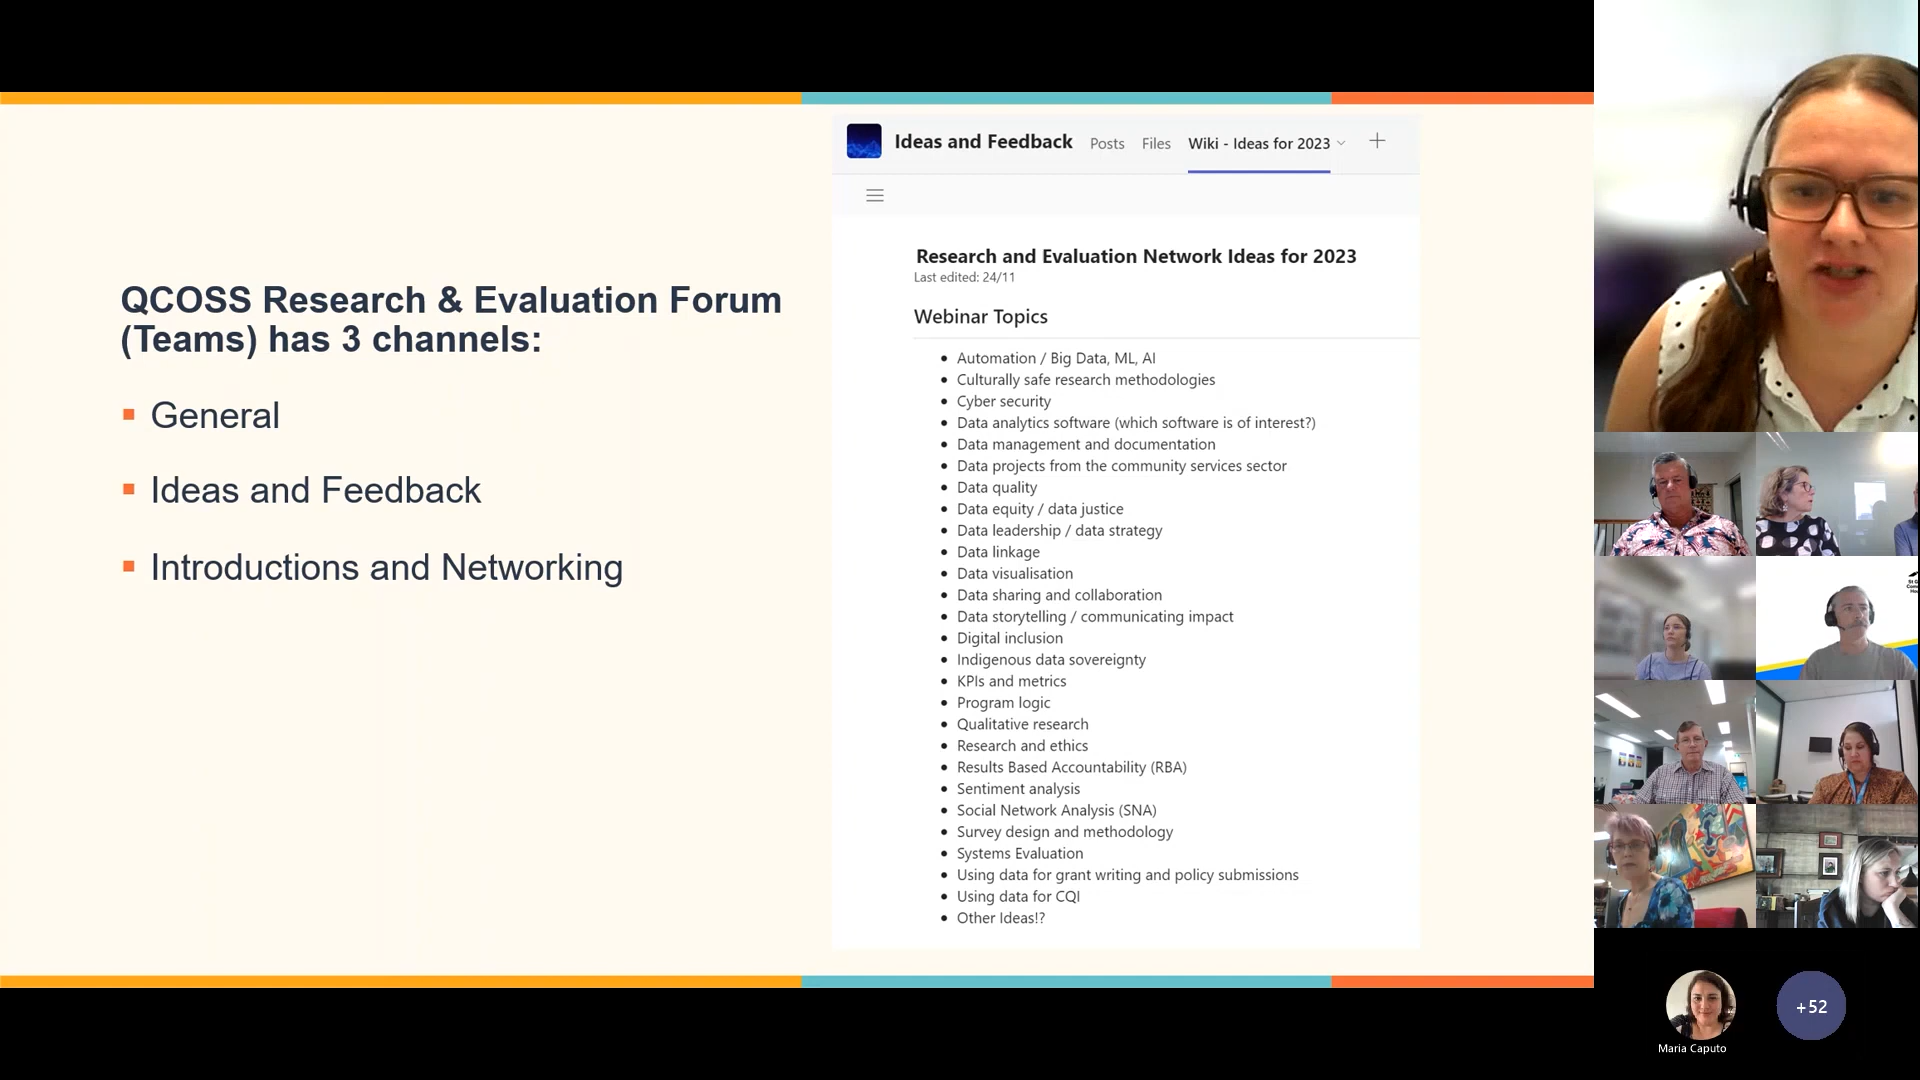 QCOSS Research & Evaluation Forum
(Teams) has 3 channels:
General
Ideas and Feedback
Introductions and Networking
Ideas and Feedback Posts Files Wiki - Ideas for 2023
Research and Evaluation Network Ideas for 2023
Last edited: 24/11
Webinar Topics
Automation / Big Data, ML, AI
Culturally safe research methodologies
Cyber security
Data analytics software (which software is of interest?)
Data management and documentation
Data projects from the community services sector
Data quality
Data equity / data justice
Data leadership / data strategy
Data linkage
Data visualisation
Data sharing and collaboration
Data storytelling / communicating impact
Digital inclusion
Indigenous data sovereignty
KPIs and metrics
Program logic
Qualitative research
Research and ethics
Results Based Accountability (RBA)
Sentiment analysis
Social Network Analysis (SNA)
Survey design and methodology
Systems Evaluation
Using data for grant writing and policy submissions
Using data for CQI
Other Ideas!?
Maria Caputo
+52